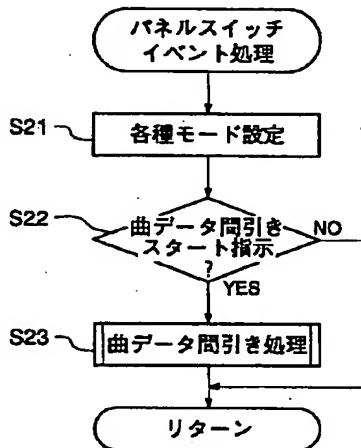 パネルスイッチ
イベント処理
S21
各種モード設定
S22
曲データ間引き
スタート指示
?
NO
YES
S23
曲データ間引き処理
リターン